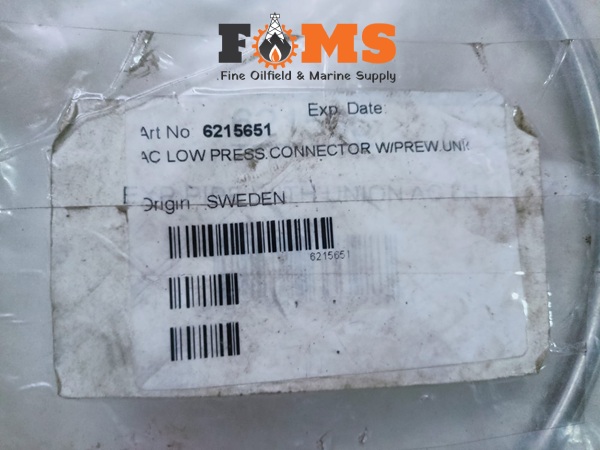 FOMS
.Fine Oilfield & Marine Supply
Exp. Date:
Art No 6215651
AC LOW PRESS.CONNECTOR W/PREW.UNI
Origin SWEDEN
6215651